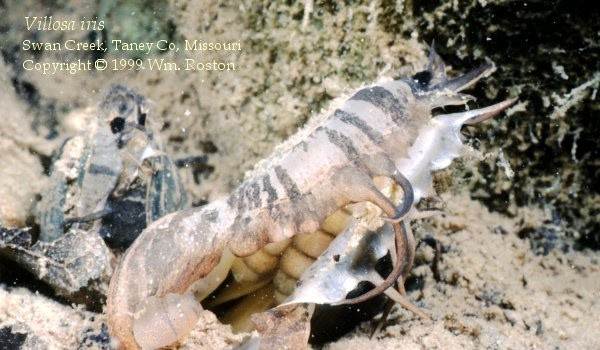 Villosa iris
Swan Creek, Taney Co, Missouri
Copyright © 1999 Wm. Roston